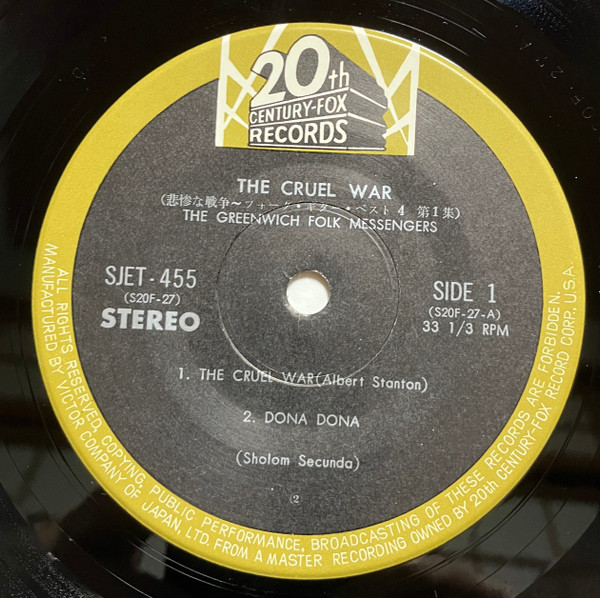 20th
CENTURY-FOX
RECORDS
THE CRUEL WAR
(悲惨な戦争～フォーク・ギター・ベスト4 第1集)
THE GREENWICH FOLK MESSENGERS
SJET-455
(S20F-27)
STEREO
SIDE 1
(S20F-27-A)
33 1/3 RPM
1. THE CRUEL WAR(Albert Stanton)
2. DONA DONA
(Sholom Secunda)
(2
ALL RIGHTS RESERVED, COPYING, PUBLIC PERFORMANCE, BROADCASTING OF THESE RECORDS ARE FORBIDDEN.
MANUFACTURED BY VICTOR COMPANY OF JAPAN, LTD. FROM A MASTER RECORDING OWNED BY 20th CENTURY-FOX RECORD CORP. U.S.A.